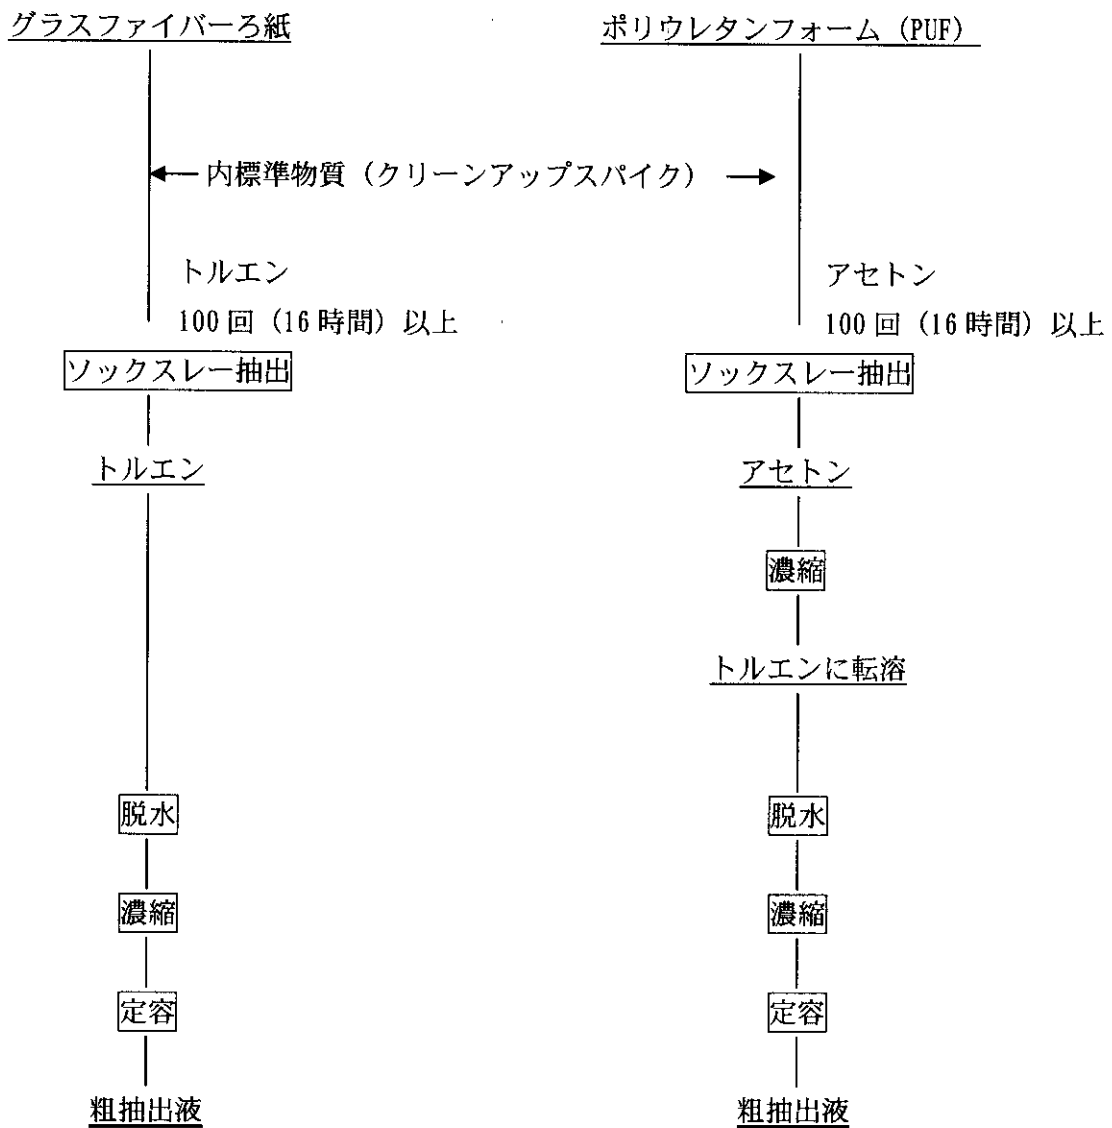 グラスファイバーろ紙
ポリウレタンフォーム (PUF)
内標準物質（クリーンアップスパイク）
トルエン
100回（16時間）以上
アセトン
100回（16時間）以上
ソックスレー抽出
ソックスレー抽出
トルエン
アセトン
濃縮
トルエンに転溶
脱水
脱水
濃縮
濃縮
定容
定容
粗抽出液
粗抽出液